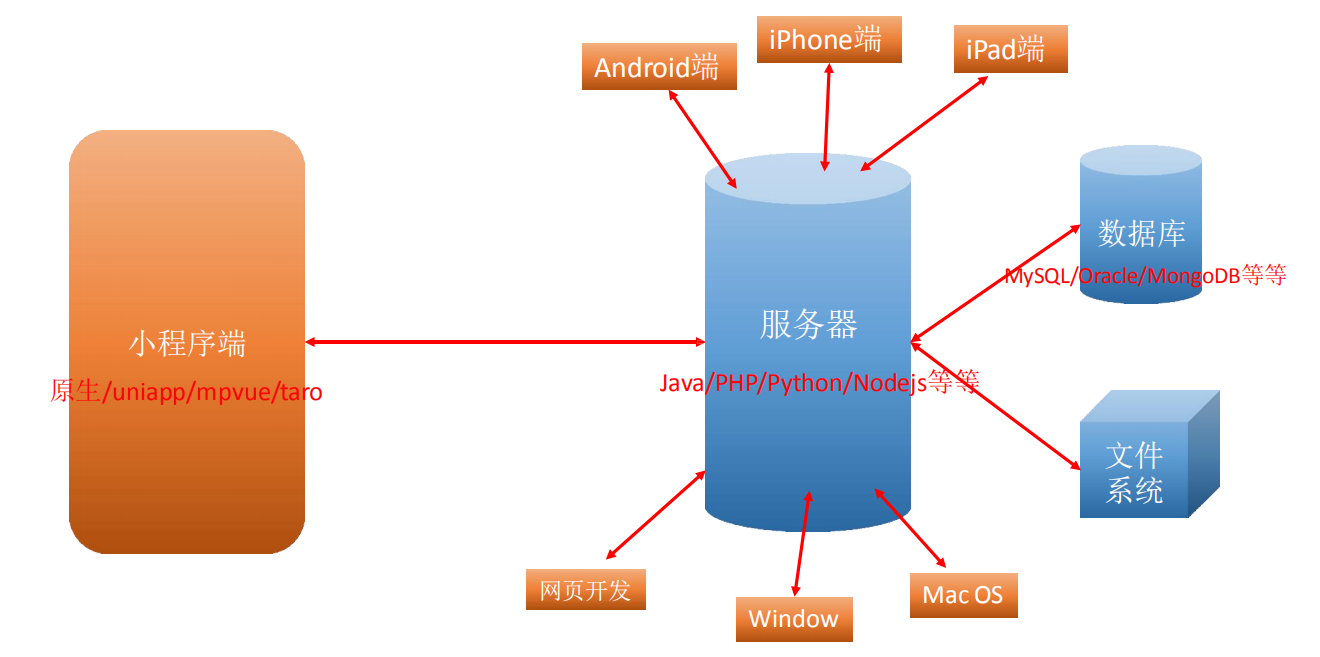 iPhone端
iPad端
Android端
数据库
MySQL/Oracle/MongoDB等等
服务器
Java/PHP/Python/Nodejs等等
小程序端
原生/uniapp/mpvue/taro
文件
系统
网页开发
Window
Mac OS